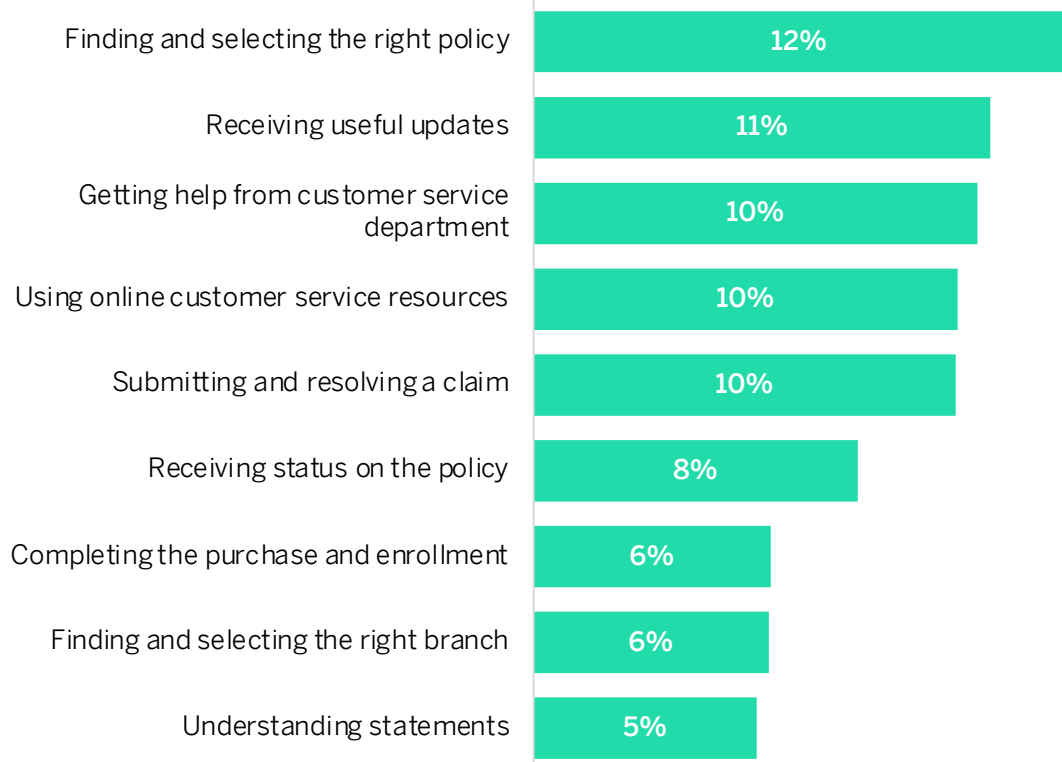 Finding and selecting the right policy
12%
Receiving useful updates
11%
Getting help from customer service
department
10%
Using online customer service resources
10%
Submitting and resolving a claim
10%
Receiving status on the policy
8%
Completing the purchase and enrollment
6%
Finding and selecting the right branch
6%
Understanding statements
5%